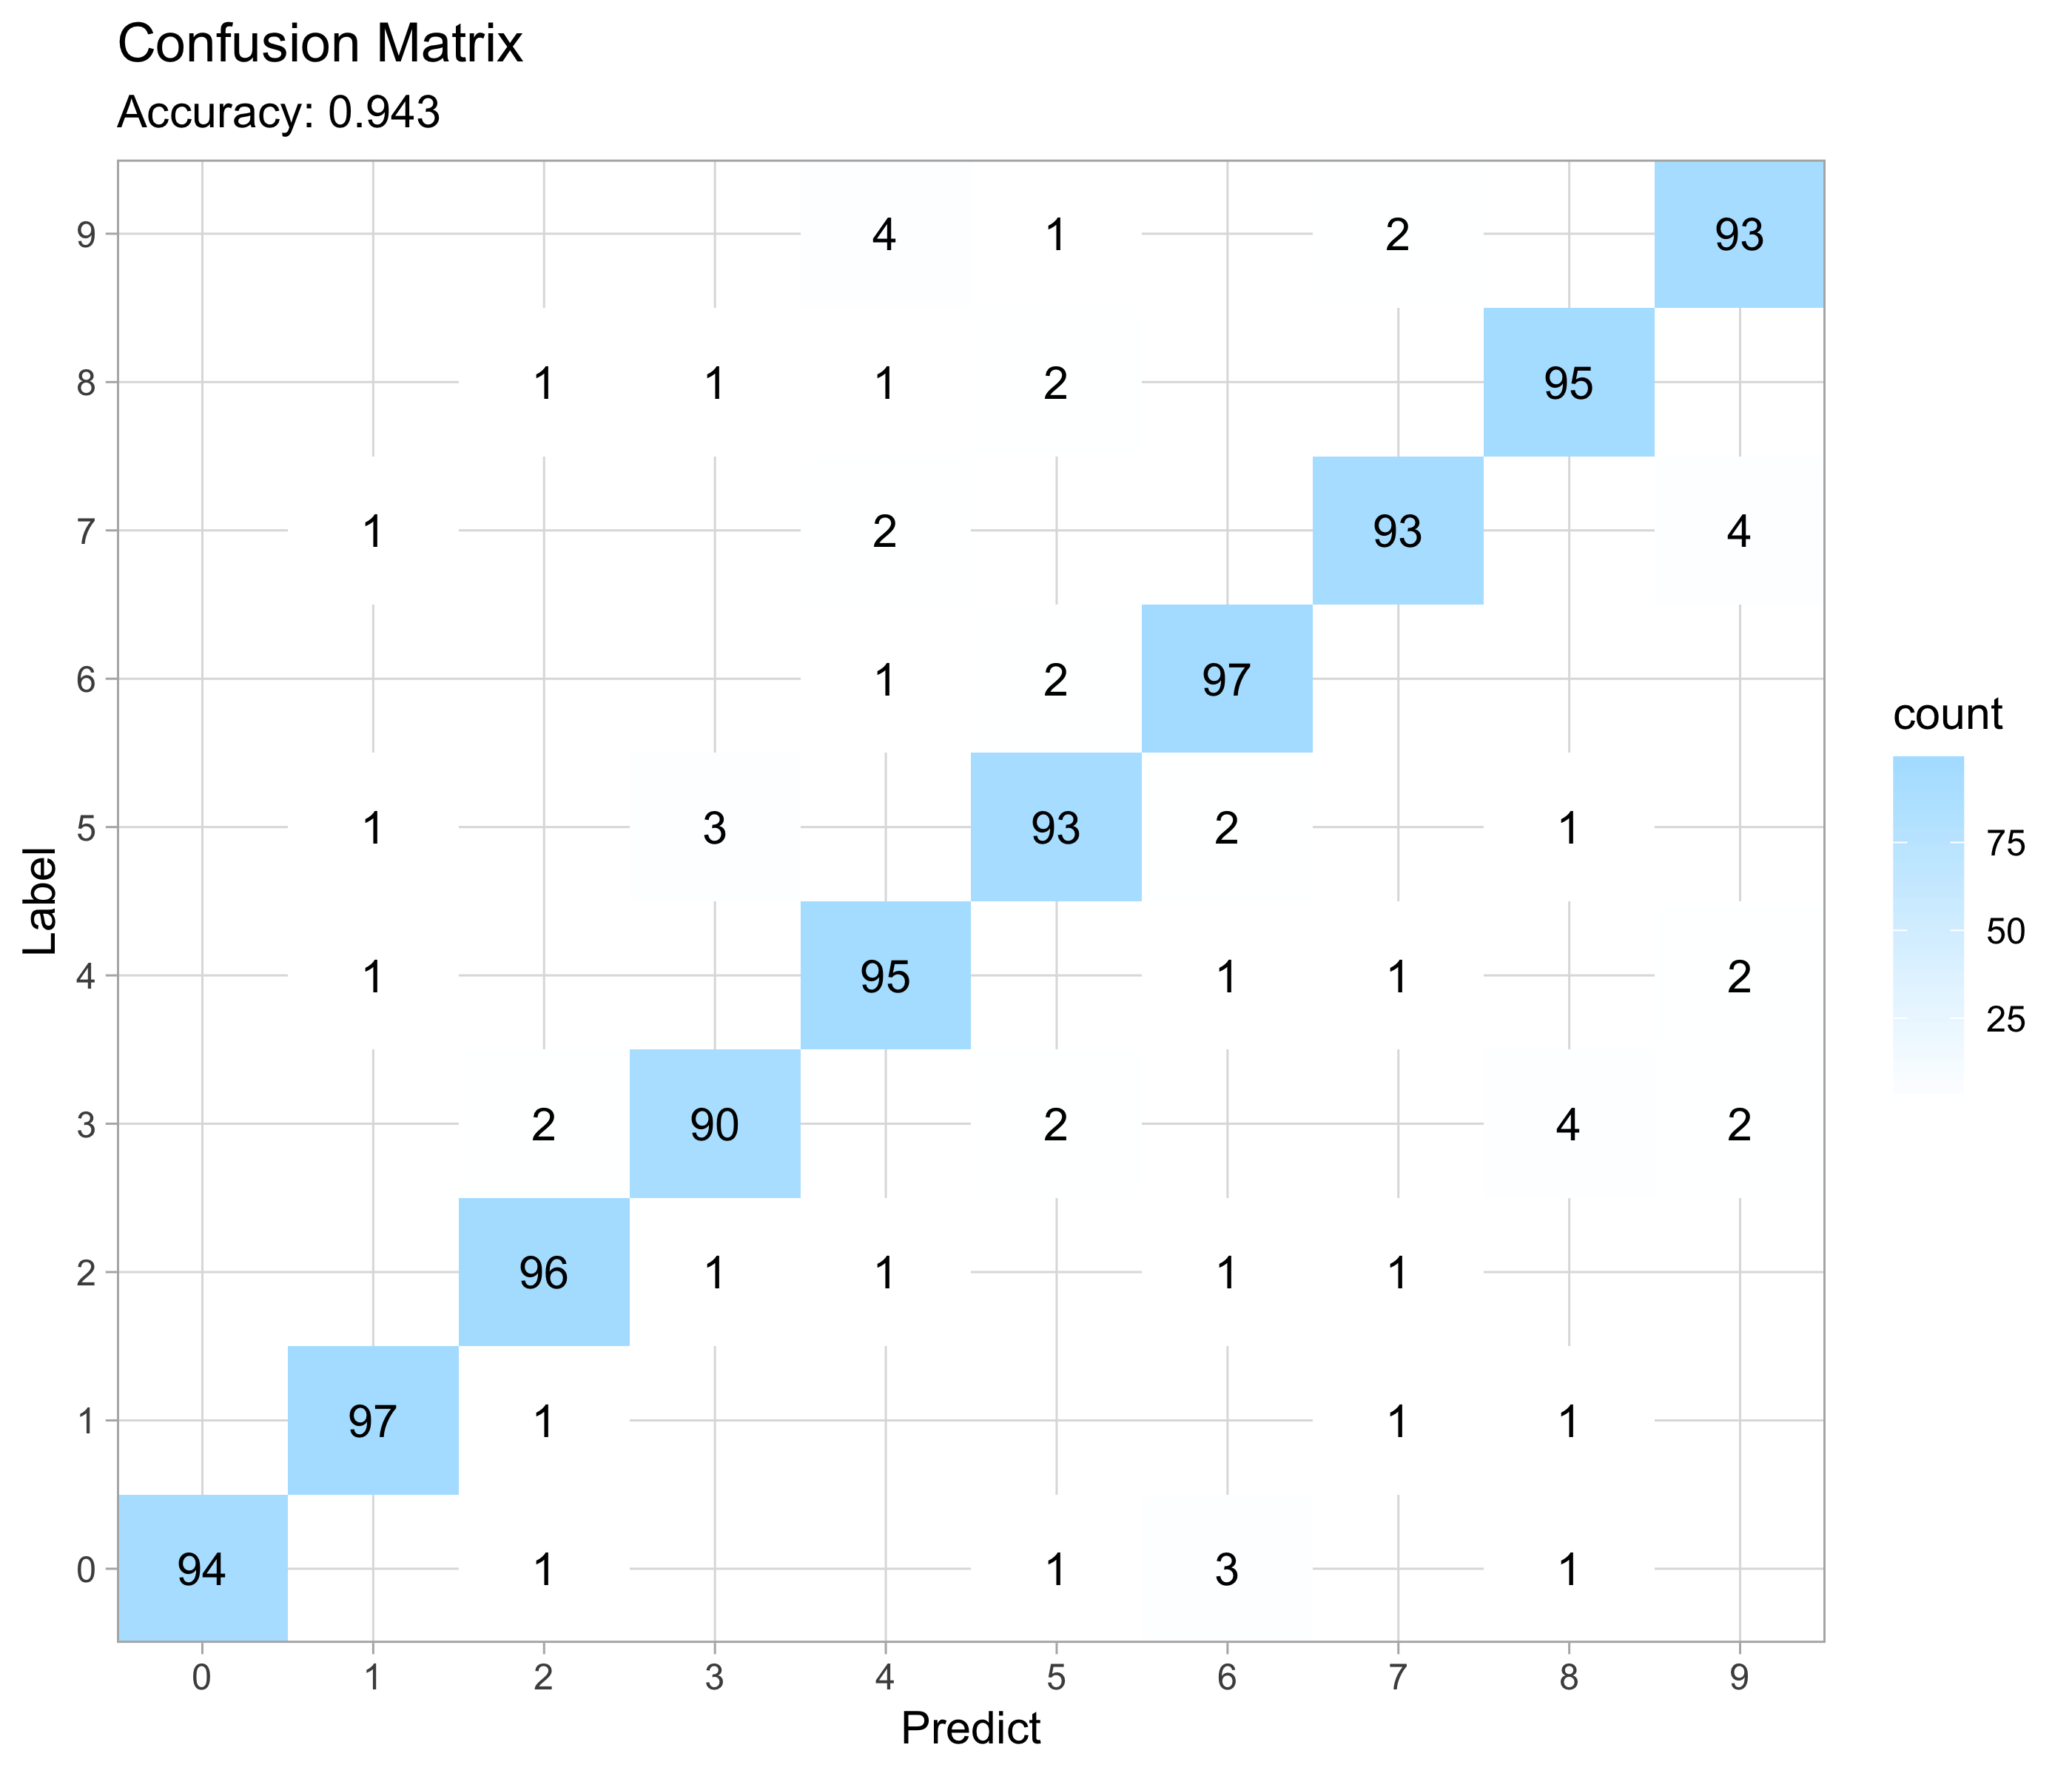 Confusion Matrix
Accuracy: 0.943
9 4 1 2 93
8 1 1 1 2 95
7 1 2 93 4
6 1 2 97
5 1 3 93 2 1
4 1 95 1 1 2
3 2 90 2 4 2
2 96 1 1 1 1
1 97 1 1 1
0 94 1 1 3 1
0 1 2 3 4 5 6 7 8 9
Predict
Label
count
75
50
25